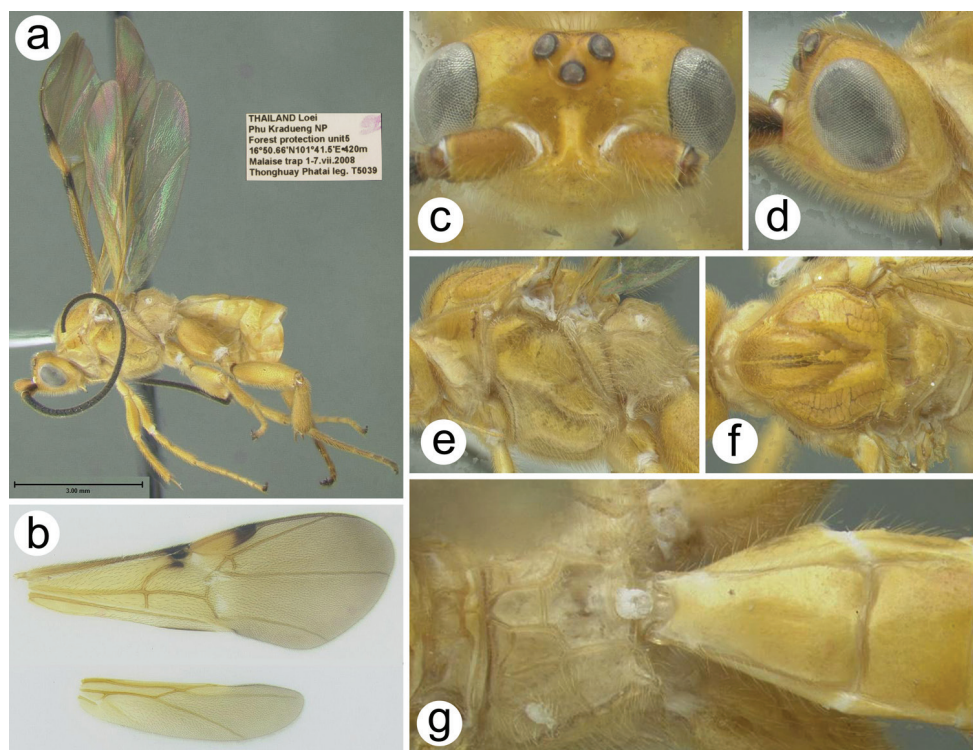 a
THAILAND Loei
Phu Kradueng NP
Forest protection unit5
16°50.66'N101°41.5'E•420m
Malaise trap 1-7.vii.2008
Thonghuay Phatai leg. T5039
3.00 mm
b
c
d
e
f
g